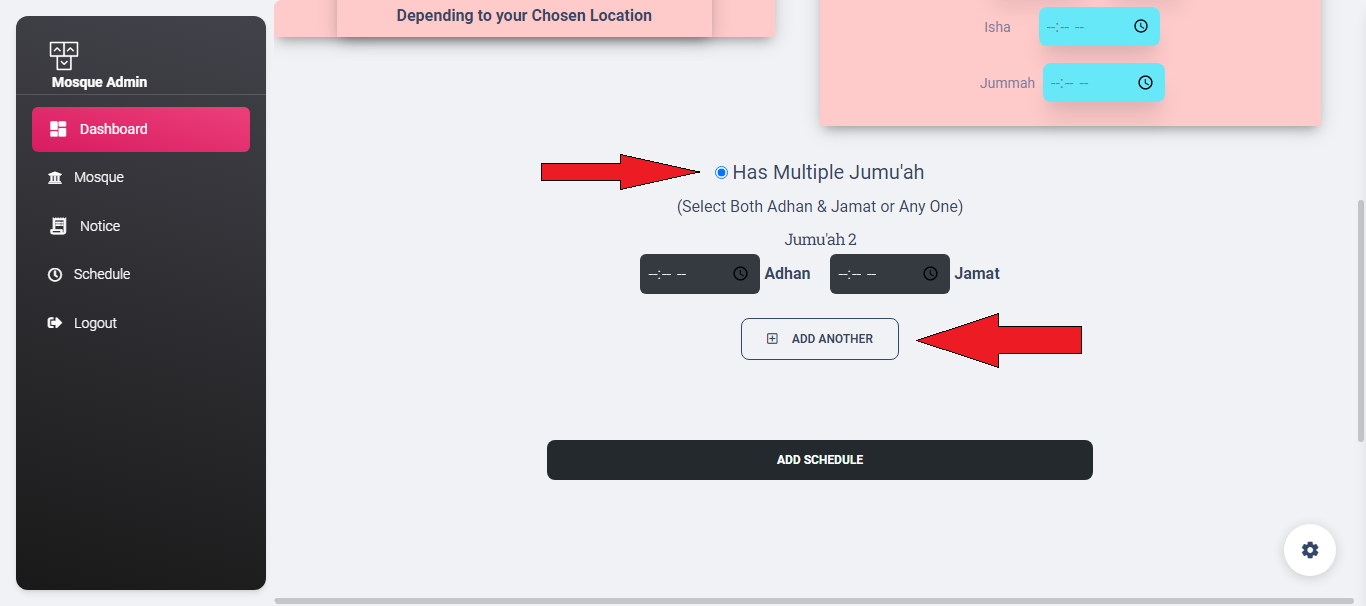 Mosque Admin
Dashboard
Mosque
Notice
Schedule
Logout
Depending to your Chosen Location
Isha --:-- --
Jummah --:-- --
Has Multiple Jumu'ah
(Select Both Adhan & Jamat or Any One)
Jumu'ah 2
--:-- -- Adhan --:-- -- Jamat
ADD ANOTHER
ADD SCHEDULE